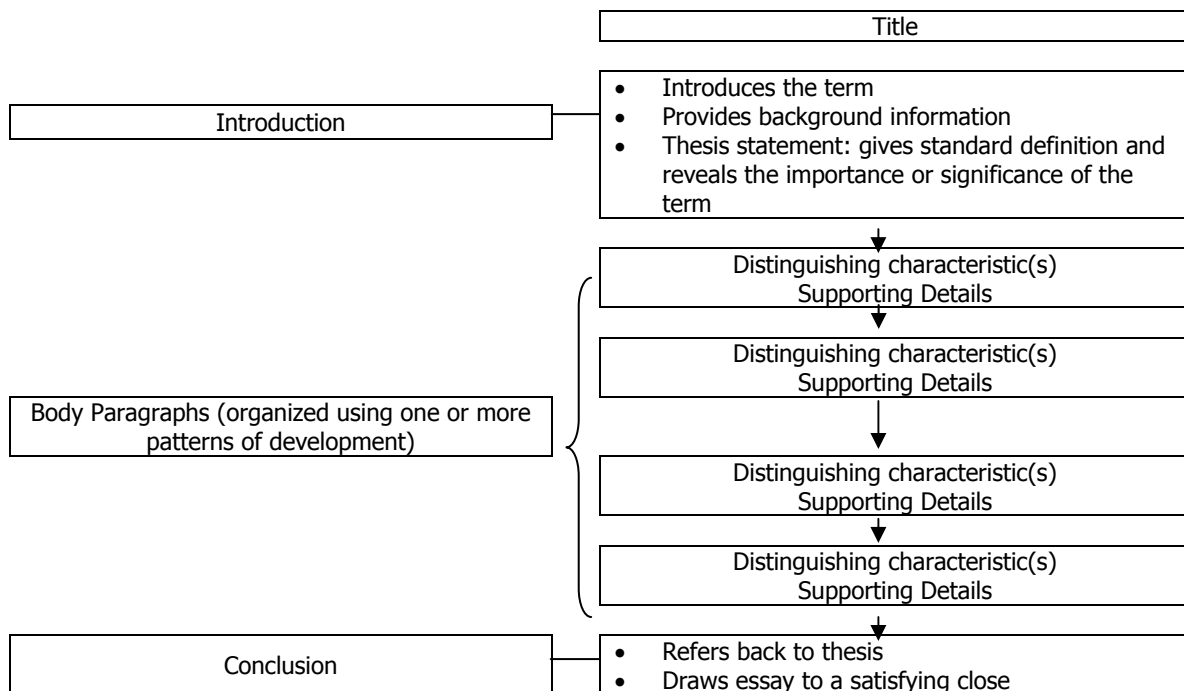 Title
Introduction
• Introduces the term
• Provides background information
• Thesis statement: gives standard definition and
reveals the importance or significance of the
term
Distinguishing characteristic(s)
Supporting Details
Distinguishing characteristic(s)
Supporting Details
Body Paragraphs (organized using one or more
patterns of development)
Distinguishing characteristic(s)
Supporting Details
Distinguishing characteristic(s)
Supporting Details
Conclusion
• Refers back to thesis
• Draws essay to a satisfying close